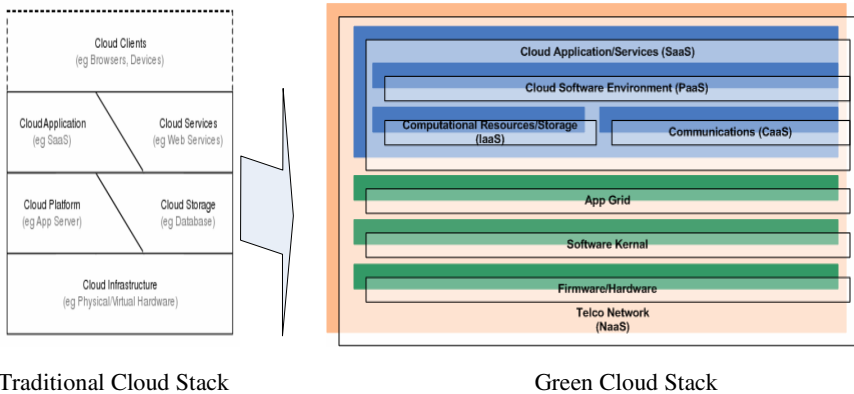 Cloud Clients
(eg Browsers, Devices)
CloudApplication
(eg SaaS)
Cloud Services
(eg Web Services)
Cloud Platform
(eg App Server)
Cloud Storage
(eg Database)
Cloud Infrastructure
(eg Physical/Virtual Hardware)
Cloud Application/Services (SaaS)
Cloud Software Environment (PaaS)
Computational Resources/Storage
(IaaS)
Communications (CaaS)
App Grid
Software Kernal
Firmware/Hardware
Telco Network
(NaaS)
Traditional Cloud Stack
Green Cloud Stack